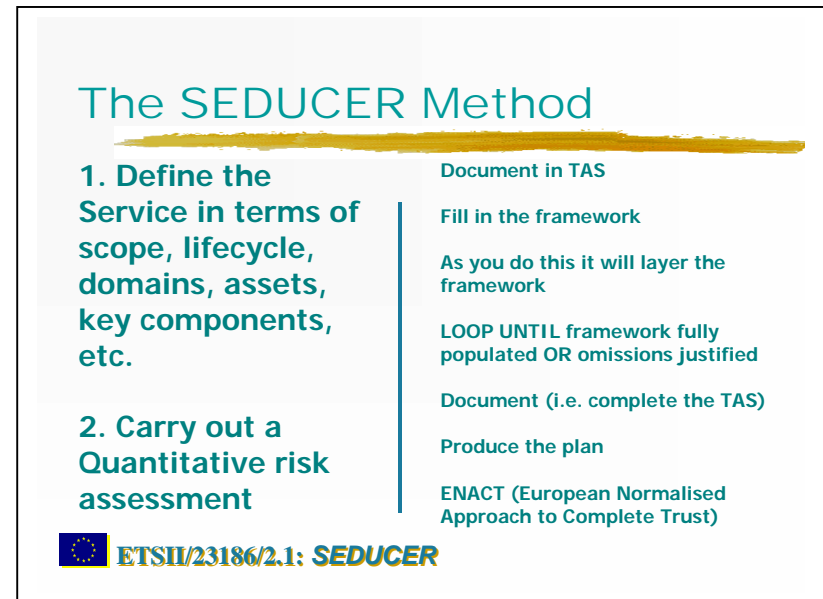 The SEDUCER Method
1. Define the
Service in terms of
scope, lifecycle,
domains, assets,
key components,
etc.
2. Carry out a
Quantitative risk
assessment
Document in TAS
Fill in the framework
As you do this it will layer the
framework
LOOP UNTIL framework fully
populated OR omissions justified
Document (i.e. complete the TAS)
Produce the plan
ENACT (European Normalised
Approach to Complete Trust)
ETSII/23186/2.1: SEDUCER